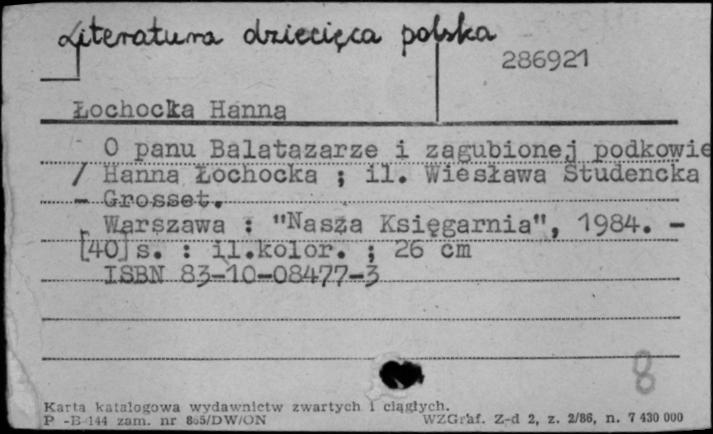 Literatura dziecięca polska
286921
Łochocka Hanna
O panu Balatazarze i zagubionej podkowie
/ Hanna Łochocka ; il. Wiesława Studencka
- Grosset.
Warszawa : "Nasza Księgarnia", 1984. -
[40] s. : il.kolor. ; 26 cm
ISBN 83-10-08477-3
8
Karta katalogowa wydawnictw zwartych i ciągłych.
P -B 144 zam. nr 865/DW/ON WZGraf. Z-d 2, z. 2/86, n. 7 430 000